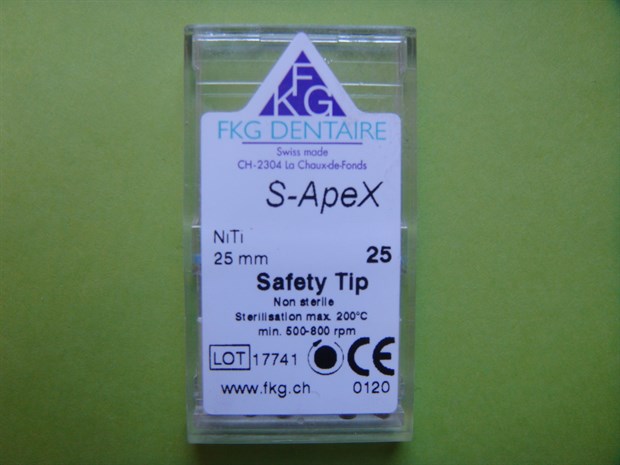 FKG
FKG DENTAIRE
Swiss made
CH-2304 La Chaux-de-Fonds
S-ApeX
NiTi
25 mm 25
Safety Tip
Non sterile
Sterilisation max. 200°C
min. 500-800 rpm
LOT 17741 CE
www.fkg.ch 0120